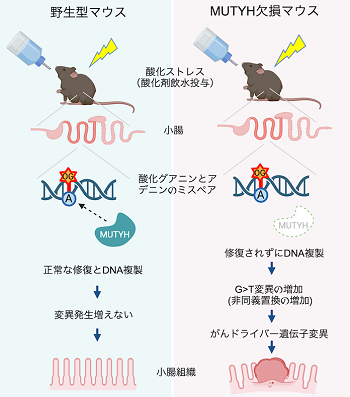 野生型マウス
MUTYH欠損マウス
酸化ストレス
(酸化剤飲水投与)
小腸
酸化グアニンと
アデニンのミスペア
OG
A
MUTYH
OG
A
MUTYH
正常な修復とDNA複製
変異発生増えない
修復されずにDNA複製
G>T変異の増加
(非同義置換の増加)
がんドライバー遺伝子変異
小腸組織